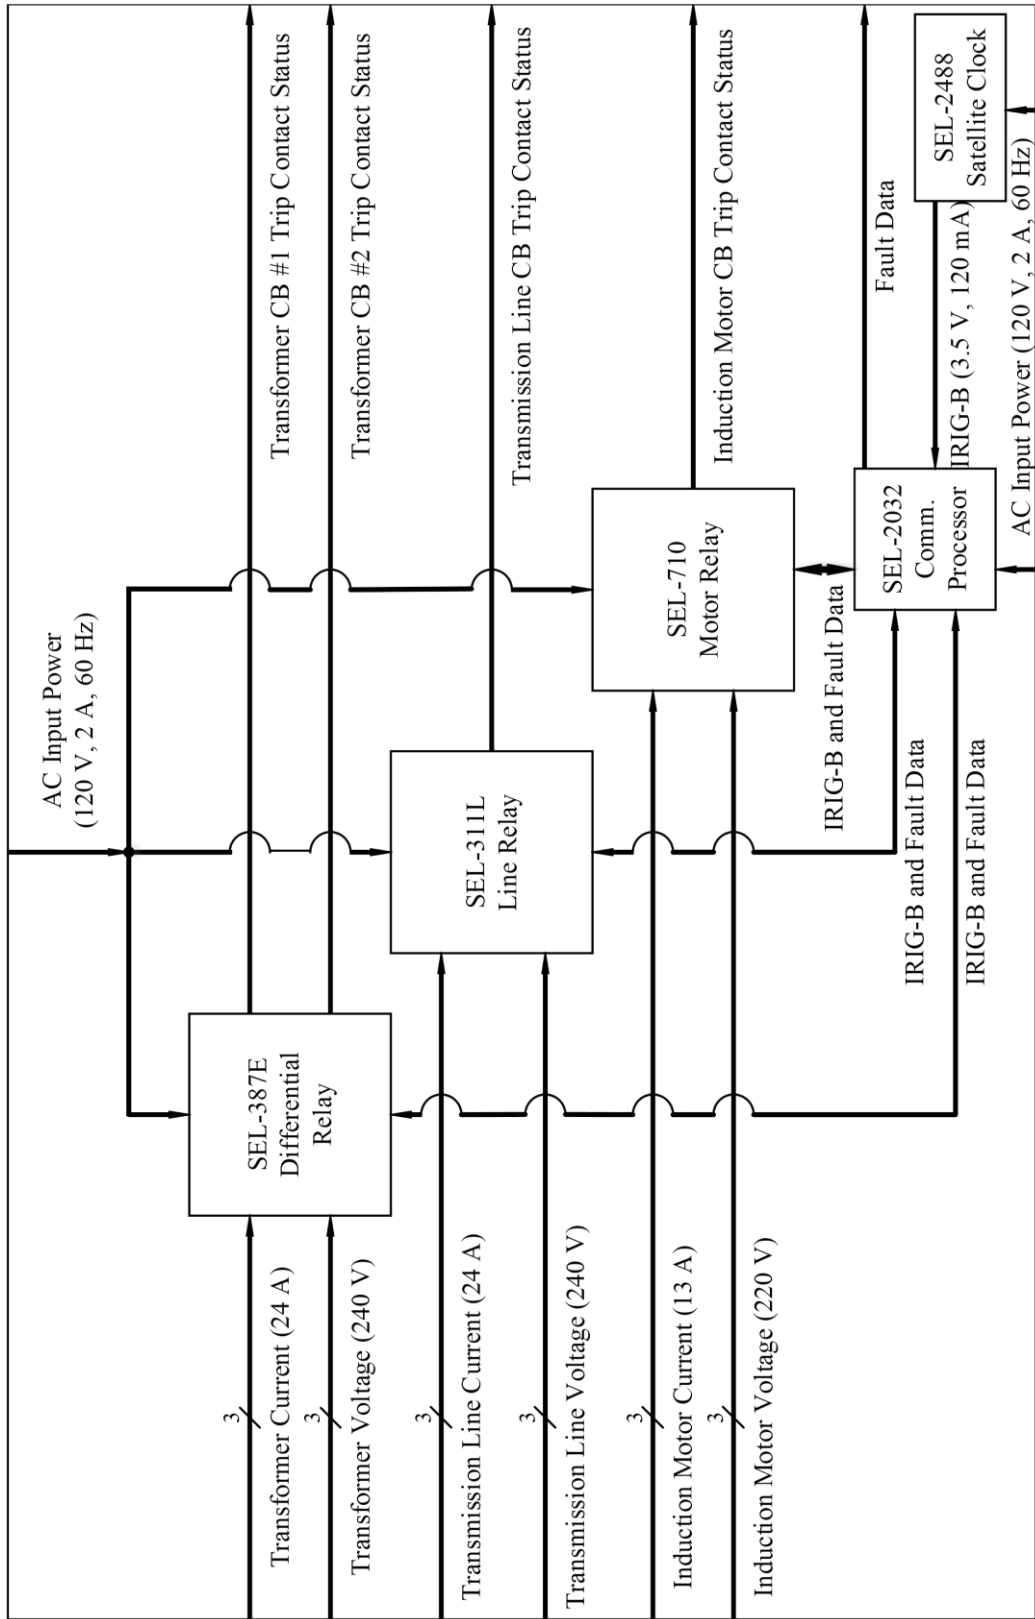 AC Input Power
(120 V, 2 A, 60 Hz)
Transformer Current (24 A)
3
Transformer Voltage (240 V)
3
SEL-387E
Differential
Relay
Transformer CB #1 Trip Contact Status
Transformer CB #2 Trip Contact Status
Transmission Line Current (24 A)
3
Transmission Line Voltage (240 V)
3
SEL-311L
Line Relay
Transmission Line CB Trip Contact Status
Induction Motor Current (13 A)
3
Induction Motor Voltage (220 V)
3
SEL-710
Motor Relay
Induction Motor CB Trip Contact Status
IRIG-B and Fault Data
IRIG-B and Fault Data
IRIG-B and Fault Data
SEL-2032
Comm.
Processor
Fault Data
IRIG-B (3.5 V, 120 mA)
SEL-2488
Satellite Clock
AC Input Power (120 V, 2 A, 60 Hz)